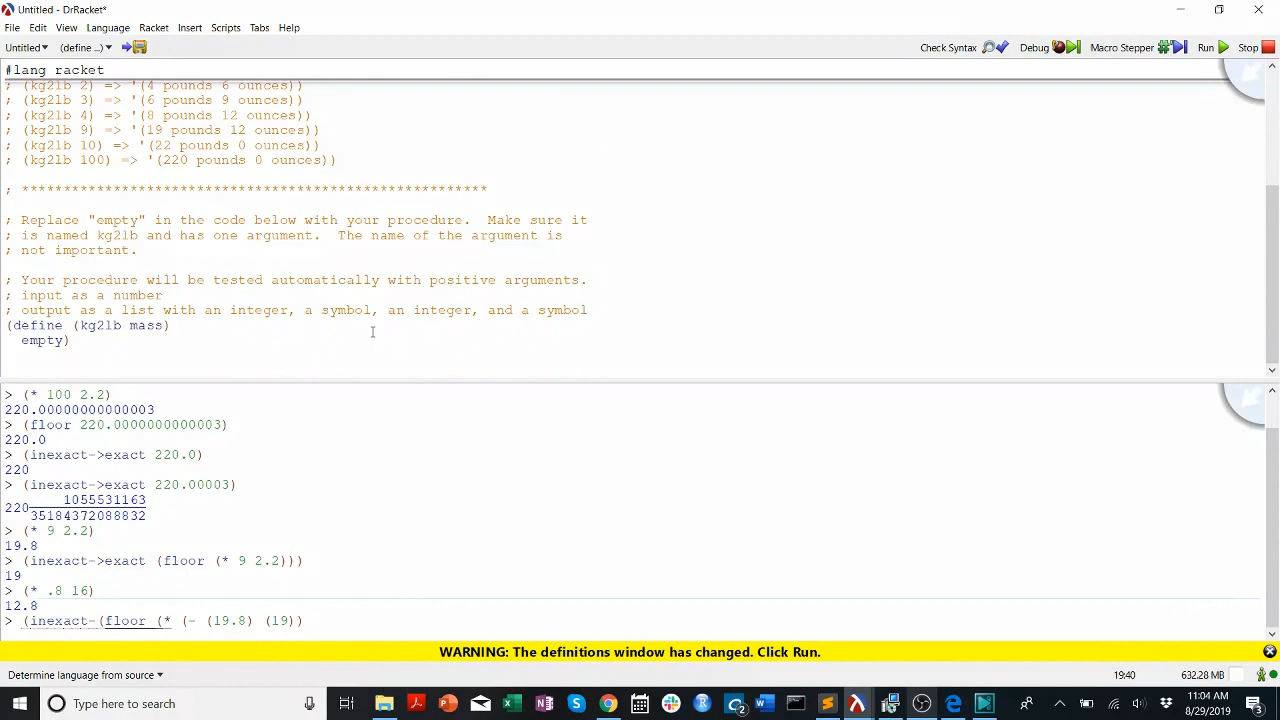 Untitled - DrRacket*
File Edit View Language Racket Insert Scripts Tabs Help
Untitled▾ (define ...)▾ Check Syntax Debug Macro Stepper Run Stop
#lang racket
; (kg2lb 2) => '(4 pounds 6 ounces))
; (kg2lb 3) => '(6 pounds 9 ounces))
; (kg2lb 4) => '(8 pounds 12 ounces))
; (kg2lb 9) => '(19 pounds 12 ounces))
; (kg2lb 10) => '(22 pounds 0 ounces))
; (kg2lb 100) => '(220 pounds 0 ounces))
; *******************************************************
; Replace "empty" in the code below with your procedure.  Make sure it
; is named kg2lb and has one argument.  The name of the argument is
; not important.
; Your procedure will be tested automatically with positive arguments.
; input as a number
; output as a list with an integer, a symbol, an integer, and a symbol
(define (kg2lb mass)
  empty)
> (* 100 2.2)
220.00000000000003
> (floor 220.0000000000003)
220.0
> (inexact->exact 220.0)
220
> (inexact->exact 220.00003)
1055531163
220
35184372088832
> (* 9 2.2)
19.8
> (inexact->exact (floor (* 9 2.2)))
19
> (* .8 16)
12.8
> (inexact-(floor (* (- (19.8) (19))
WARNING: The definitions window has changed. Click Run.
Determine language from source▾ 19:40 632.28 MB
Type here to search
11:04 AM
8/29/2019